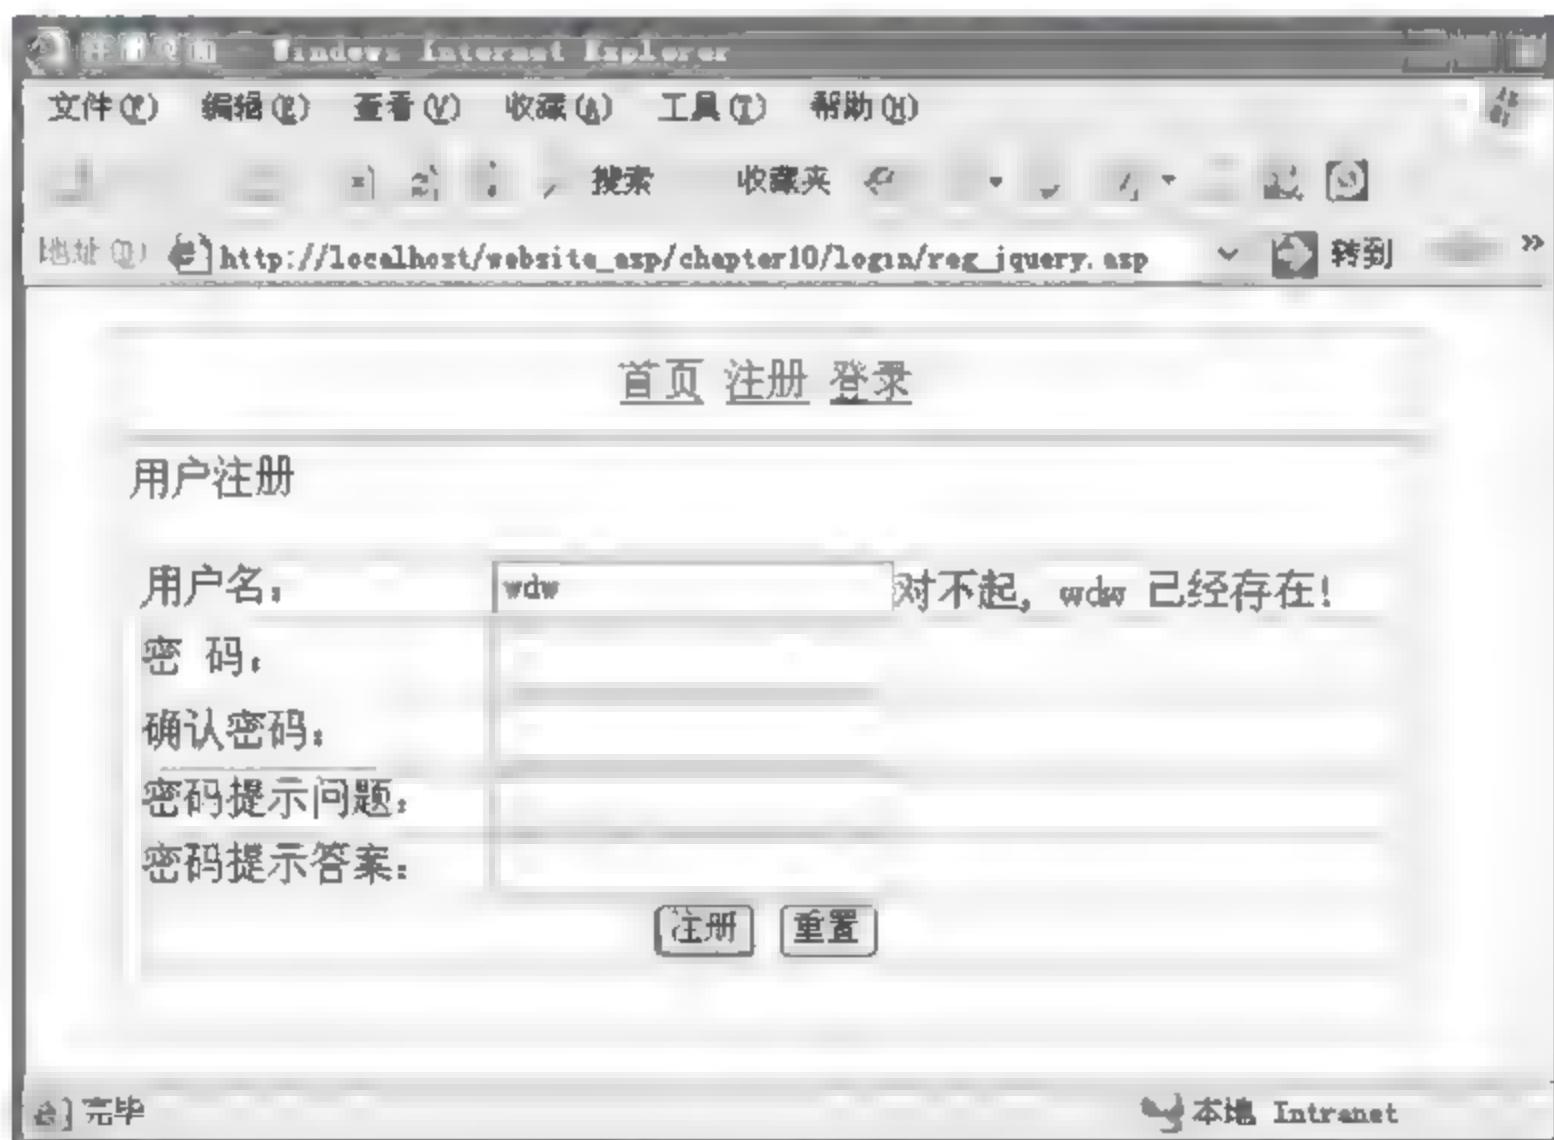 注册页面 - Windows Internet Explorer
文件(F) 编辑(E) 查看(V) 收藏(A) 工具(T) 帮助(H)
搜索 收藏夹
地址(D) http://localhost/website_asp/chapter10/login/reg_jquery.asp 转到
首页 注册 登录
用户注册
用户名： wdw 对不起, wdw 已经存在!
密 码：
确认密码：
密码提示问题：
密码提示答案：
注册 重置
完毕 本地 Intranet